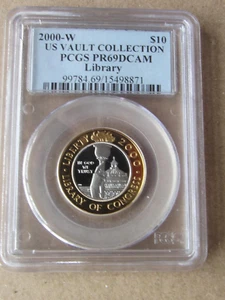 2000-W $10
US VAULT COLLECTION
PCGS PR69DCAM
Library
99784.69/15498871
LIBERTY 2000
IN GOD
WE
TRUST
LIBRARY OF CONGRESS